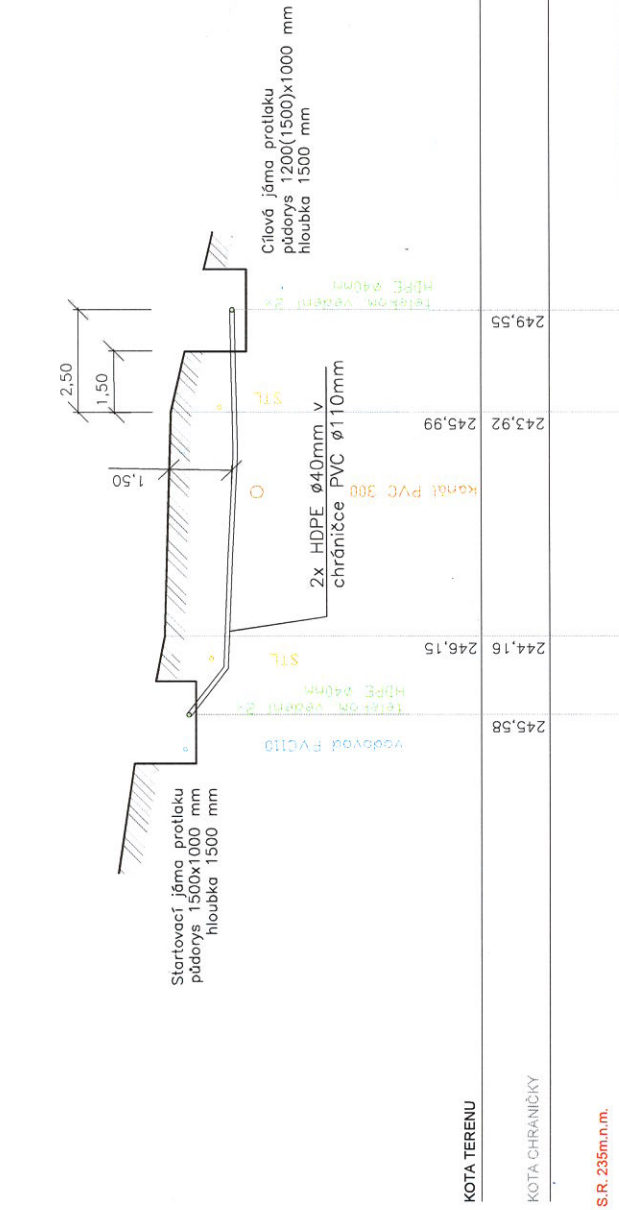 2,50
1,50
1,50
Cílová jáma protlaku
půdorys 1200(1500)x1000 mm
hloubka 1500 mm
Startovací jáma protlaku
půdorys 1500x1000 mm
hloubka 1500 mm
2x HDPE ø40mm v
chráničce PVC ø110mm
vodovod PVC110
telekom vedení 2x
HDPE ø40mm
STL
kanál PVC 300
STL
telekom vedení 2x
HDPE ø40mm
KOTA TERENU
246,15
245,99
KOTA CHRANIČKY
245,58
244,16
243,92
249,55
S.R. 235m.n.m.